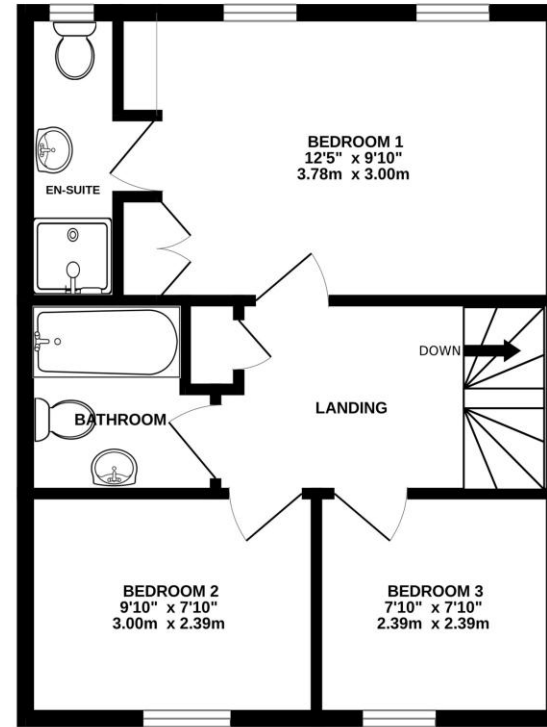 BEDROOM 1
12'5" x 9'10"
3.78m x 3.00m
EN-SUITE
DOWN
LANDING
BATHROOM
BEDROOM 2
9'10" x 7'10"
3.00m x 2.39m
BEDROOM 3
7'10" x 7'10"
2.39m x 2.39m